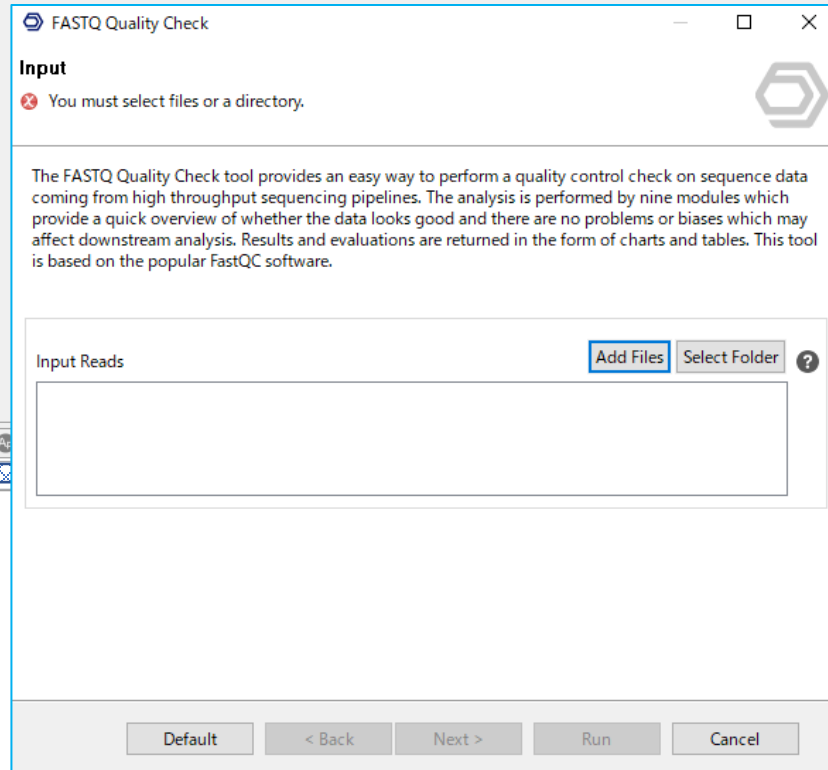 FASTQ Quality Check
Input
You must select files or a directory.
The FASTQ Quality Check tool provides an easy way to perform a quality control check on sequence data
coming from high throughput sequencing pipelines. The analysis is performed by nine modules which
provide a quick overview of whether the data looks good and there are no problems or biases which may
affect downstream analysis. Results and evaluations are returned in the form of charts and tables. This tool
is based on the popular FastQC software.
Input Reads
Add Files
Select Folder
Default
< Back
Next >
Run
Cancel